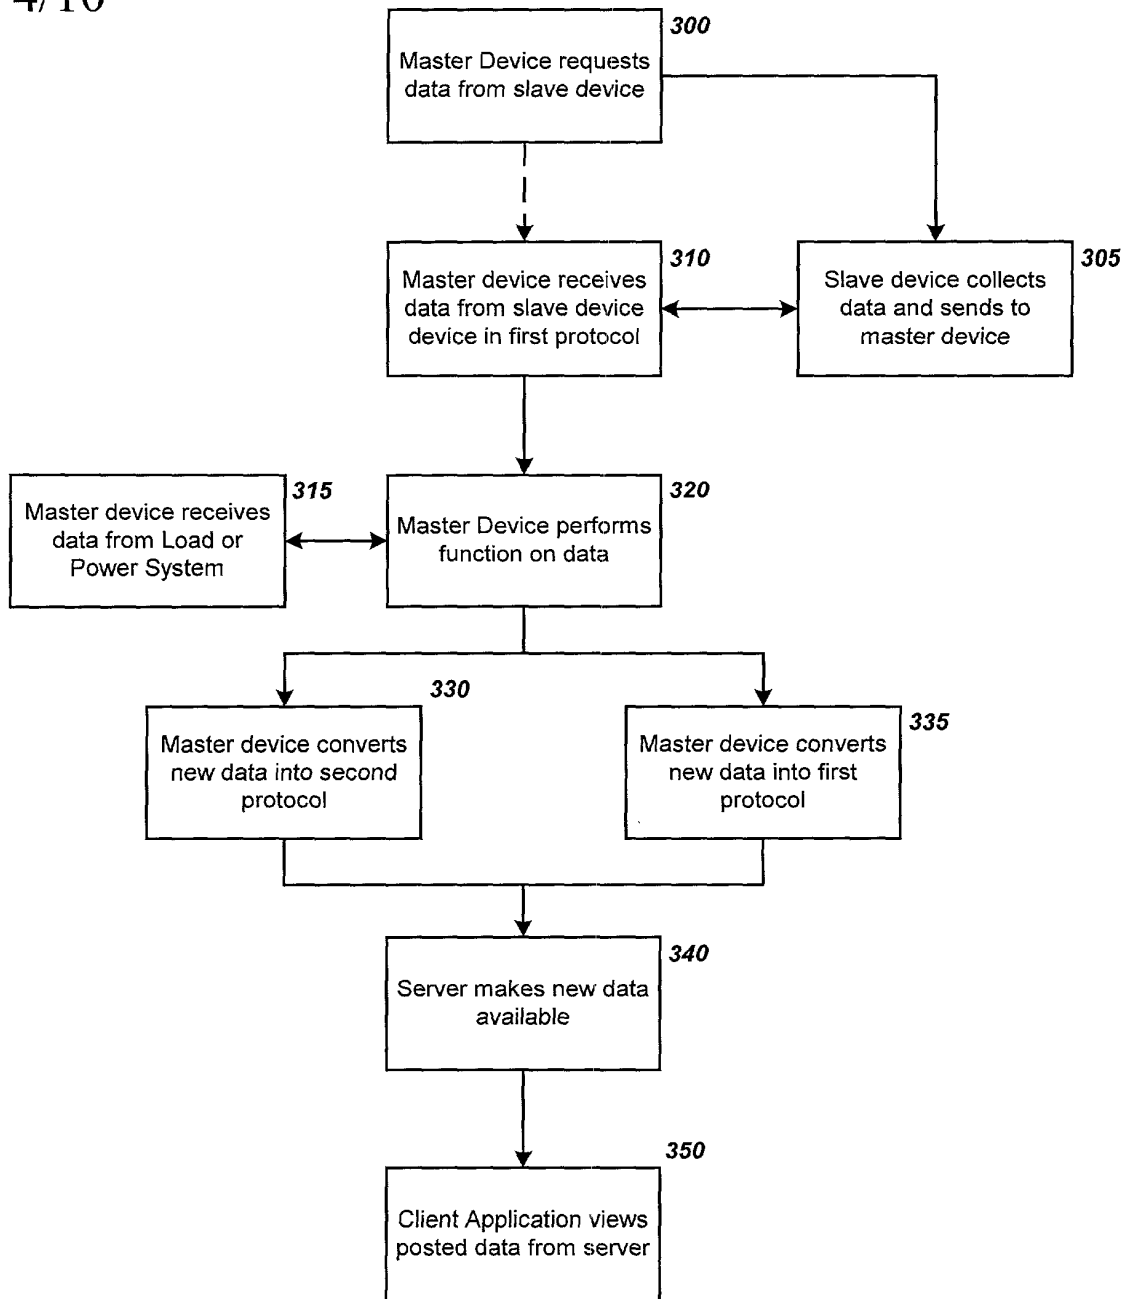 4/10
300
Master Device requests
data from slave device
310
Master device receives
data from slave device
device in first protocol
305
Slave device collects
data and sends to
master device
315
Master device receives
data from Load or
Power System
320
Master Device performs
function on data
330
Master device converts
new data into second
protocol
335
Master device converts
new data into first
protocol
340
Server makes new data
available
350
Client Application views
posted data from server